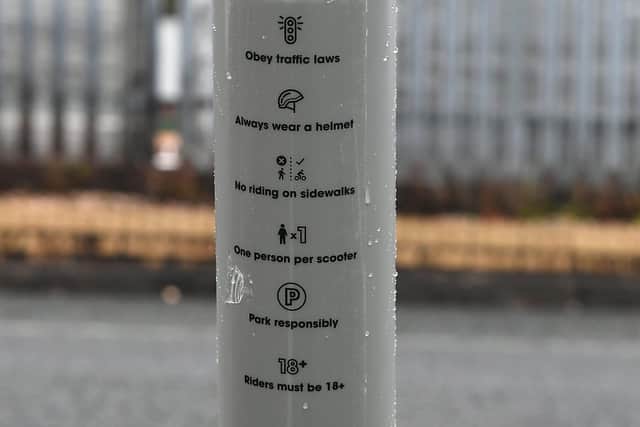 Obey traffic laws
Always wear a helmet
No riding on sidewalks
x1
One person per scooter
P
Park responsibly
18+
Riders must be 18+